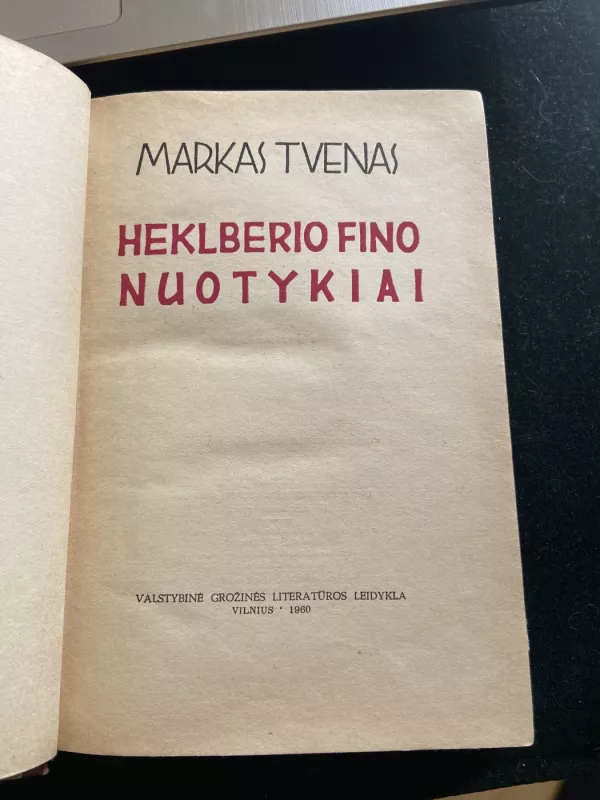 MARKAS TVENAS
HEKLBERIO FINO
NUOTYKIAI
VALSTYBINĖ GROŽINĖS LITERATŪROS LEIDYKLA
VILNIUS • 1960